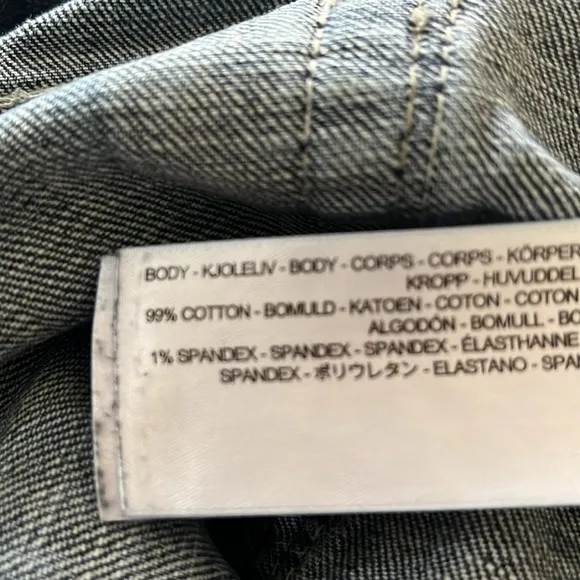 BODY - KJOLELIV - BODY - CORPS - CORPS - KÖRPER
KROPP - HUVUDDEL
99% COTTON - BOMULD - KATOEN - COTON - COTON
ALGODÓN - BOMULL - BO
1% SPANDEX - SPANDEX - SPANDEX - ÉLASTHANNE
SPANDEX - ポリウレタン - ELASTANO - SPA